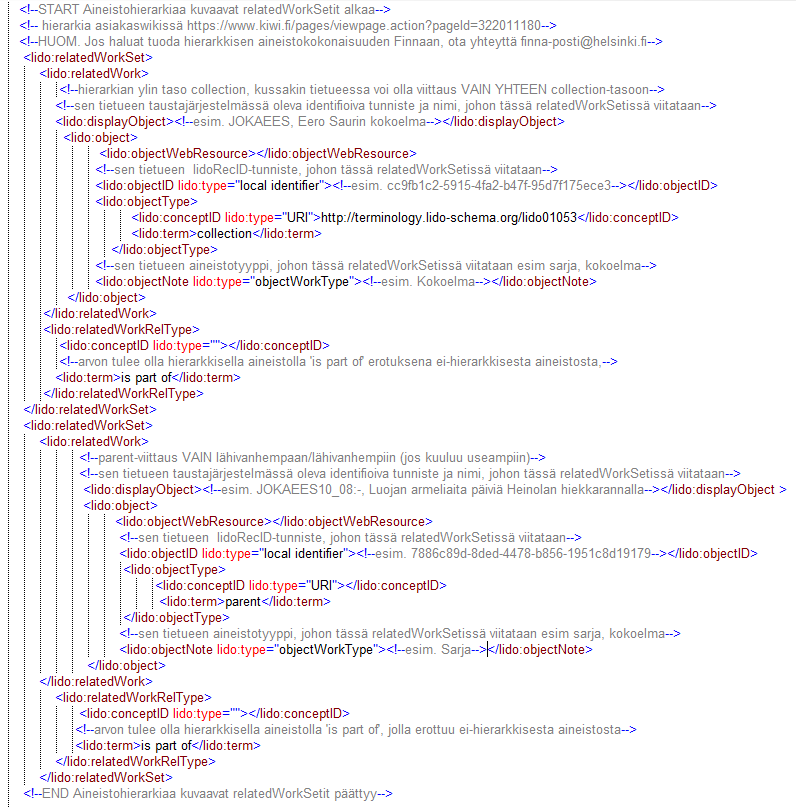 <!--START Aineistohierarkiaa kuvaavat relatedWorkSetit alkaa-->
<!-- hierarkia asiakaswikissä https://www.kiwi.fi/pages/viewpage.action?pageId=322011180-->
<!--HUOM. Jos haluat tuoda hierarkkisen aineistokokonaisuuden Finnaan, ota yhteyttä finna-posti@helsinki.fi-->
<lido:relatedWorkSet>
<lido:relatedWork>
<!--hierarkian ylin taso collection, kussakin tietueessa voi olla viittaus VAIN YHTEEN collection-tasoon-->
<!--sen tietueen taustajärjestelmässä oleva identifioiva tunniste ja nimi, johon tässä relatedWorkSetissä viitataan-->
<lido:displayObject><!--esim. JOKAEES, Eero Saurin kokoelma--></lido:displayObject>
<lido:object>
<lido:objectWebResource></lido:objectWebResource>
<!--sen tietueen  lidoRecID-tunniste, johon tässä relatedWorkSetissä viitataan-->
<lido:objectID lido:type="local identifier"><!--esim. cc9fb1c2-5915-4fa2-b47f-95d7f175ece3--></lido:objectID>
<lido:objectType>
<lido:conceptID lido:type="URI">http://terminology.lido-schema.org/lido01053</lido:conceptID>
<lido:term>collection</lido:term>
</lido:objectType>
<!--sen tietueen aineistotyyppi, johon tässä relatedWorkSetissä viitataan esim sarja, kokoelma-->
<lido:objectNote lido:type="objectWorkType"><!--esim. Kokoelma--></lido:objectNote>
</lido:object>
</lido:relatedWork>
<lido:relatedWorkRelType>
<lido:conceptID lido:type=""></lido:conceptID>
<!--arvon tulee olla hierarkkisella aineistolla 'is part of' erotuksena ei-hierarkkisesta aineistosta,-->
<lido:term>is part of</lido:term>
</lido:relatedWorkRelType>
</lido:relatedWorkSet>
<lido:relatedWorkSet>
<lido:relatedWork>
<!--parent-viittaus VAIN lähivanhempaan/lähivanhempiin (jos kuuluu useampiin)-->
<!--sen tietueen taustajärjestelmässä oleva identifioiva tunniste ja nimi, johon tässä relatedWorkSetissä viitataan-->
<lido:displayObject><!--esim. JOKAEES10_08:-, Luojan armeliaita päiviä Heinolan hiekkarannalla--></lido:displayObject >
<lido:object>
<lido:objectWebResource></lido:objectWebResource>
<!--sen tietueen  lidoRecID-tunniste, johon tässä relatedWorkSetissä viitataan-->
<lido:objectID lido:type="local identifier"><!--esim. 7886c89d-8ded-4478-b856-1951c8d19179--></lido:objectID>
<lido:objectType>
<lido:conceptID lido:type="URI"></lido:conceptID>
<lido:term>parent</lido:term>
</lido:objectType>
<!--sen tietueen aineistotyyppi, johon tässä relatedWorkSetissä viitataan esim sarja, kokoelma-->
<lido:objectNote lido:type="objectWorkType"><!--esim. Sarja--></lido:objectNote>
</lido:object>
</lido:relatedWork>
<lido:relatedWorkRelType>
<lido:conceptID lido:type=""></lido:conceptID>
<!--arvon tulee olla hierarkkisella aineistolla 'is part of', jolla erottuu ei-hierarkkisesta aineistosta-->
<lido:term>is part of</lido:term>
</lido:relatedWorkRelType>
</lido:relatedWorkSet>
<!--END Aineistohierarkiaa kuvaavat relatedWorkSetit päättyy-->